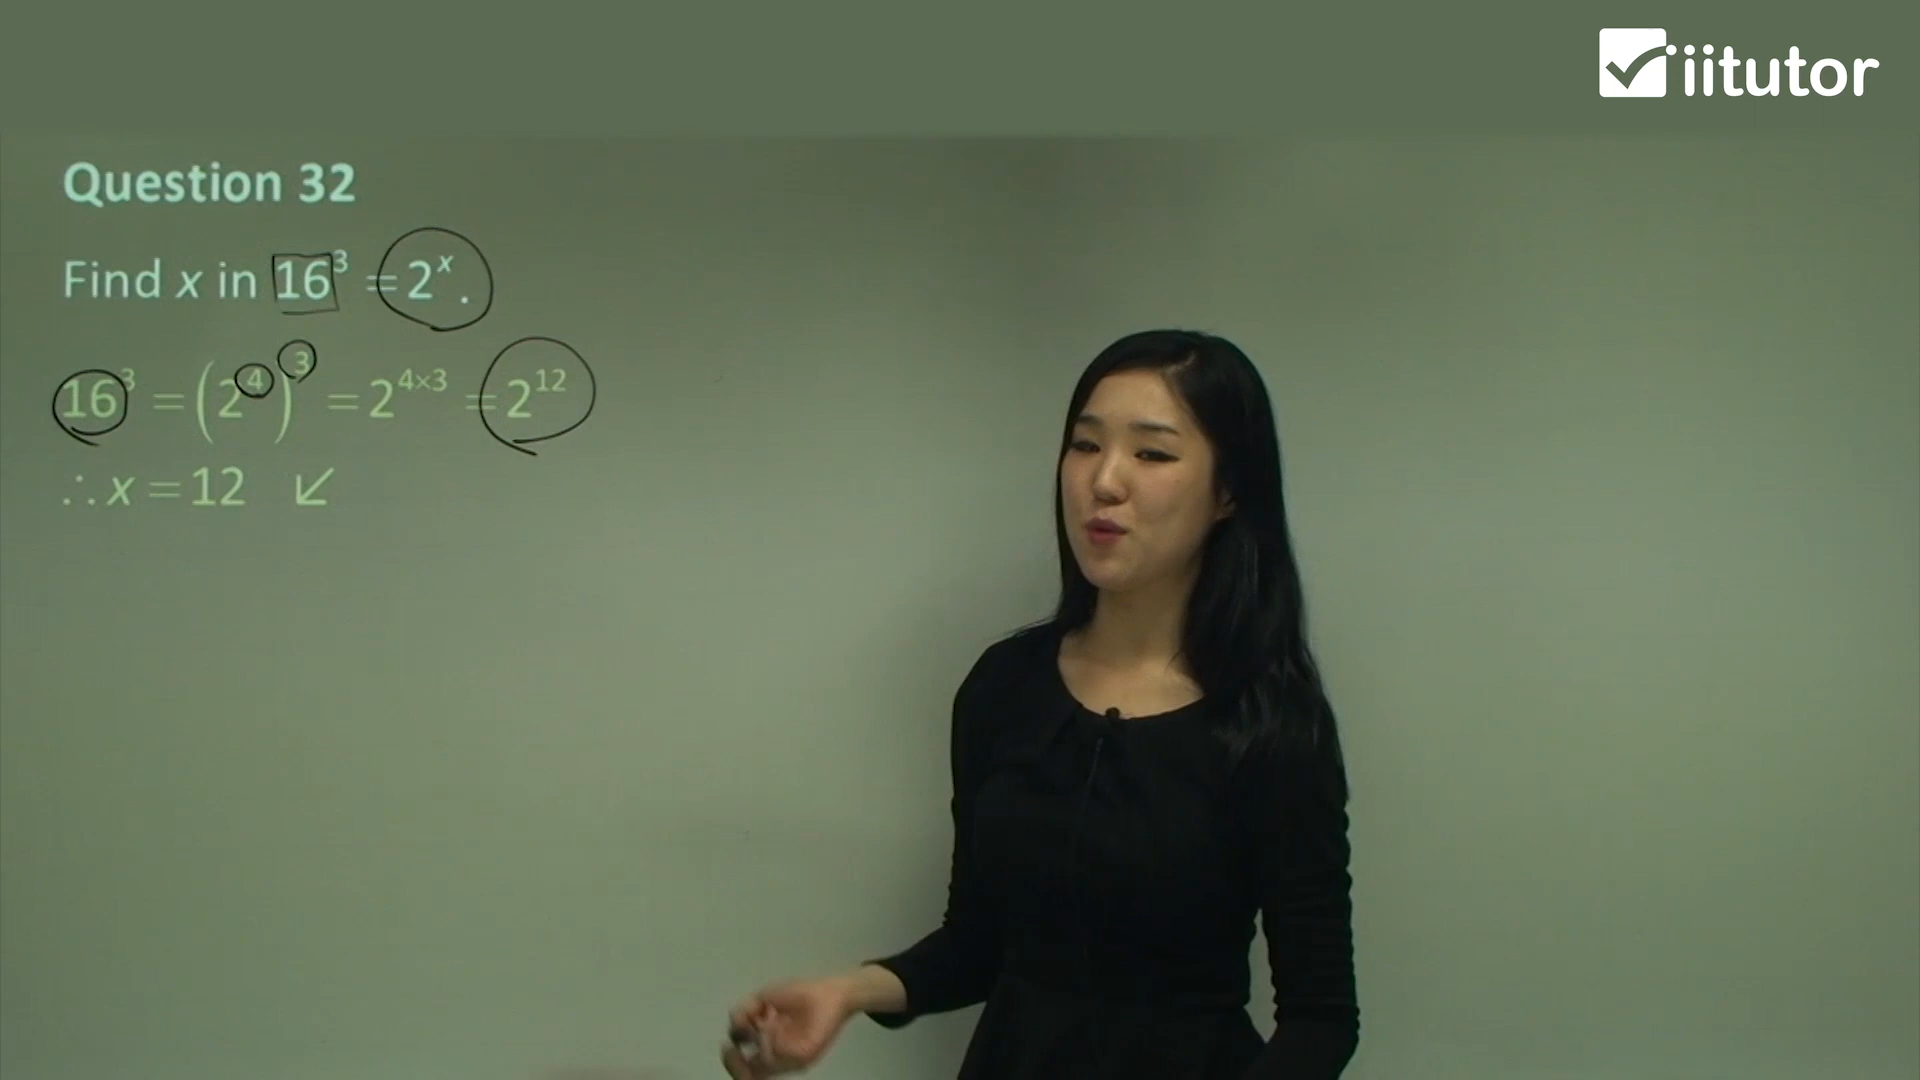 iitutor
Question 32
Find x in 16³ = 2ˣ.
16³ = (2⁴)³ = 2⁴ˣ³ = 2¹²
∴ x = 12 ↙